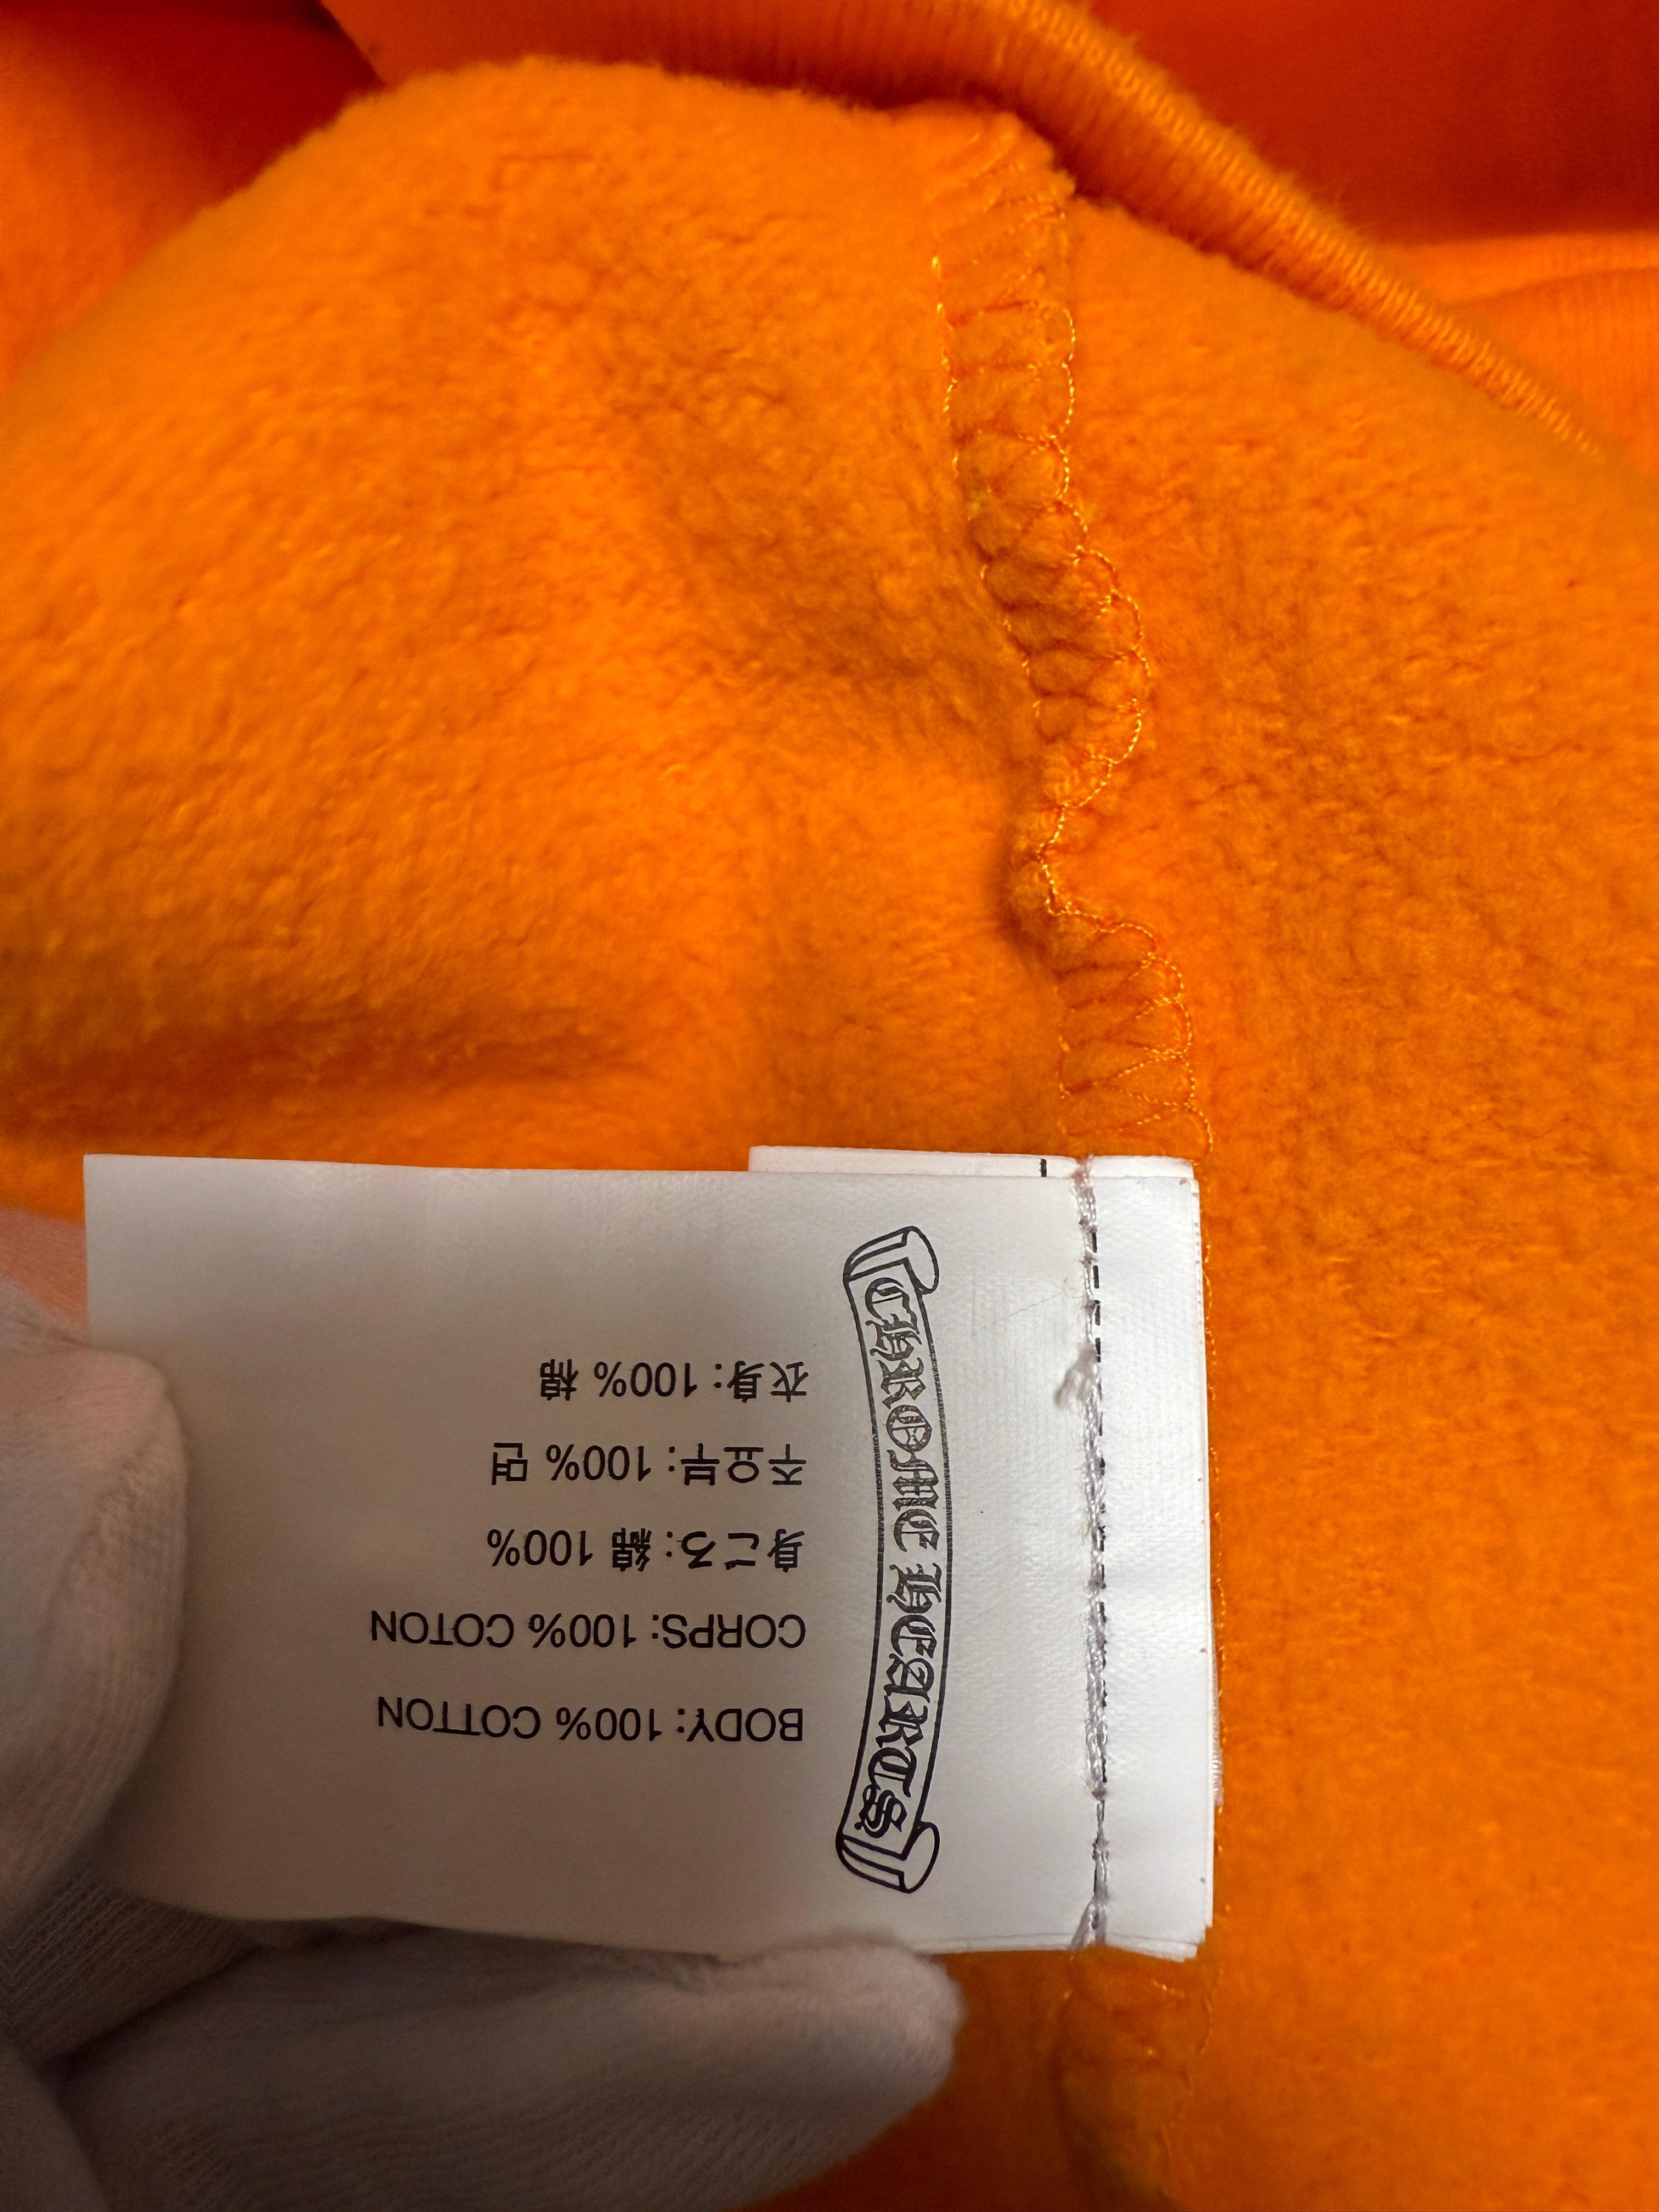 CHROME HEARTS
BODY: 100% COTTON
CORPS: 100% COTON
身ごろ: 綿 100%
주요부: 100% 면
衣身: 100% 棉